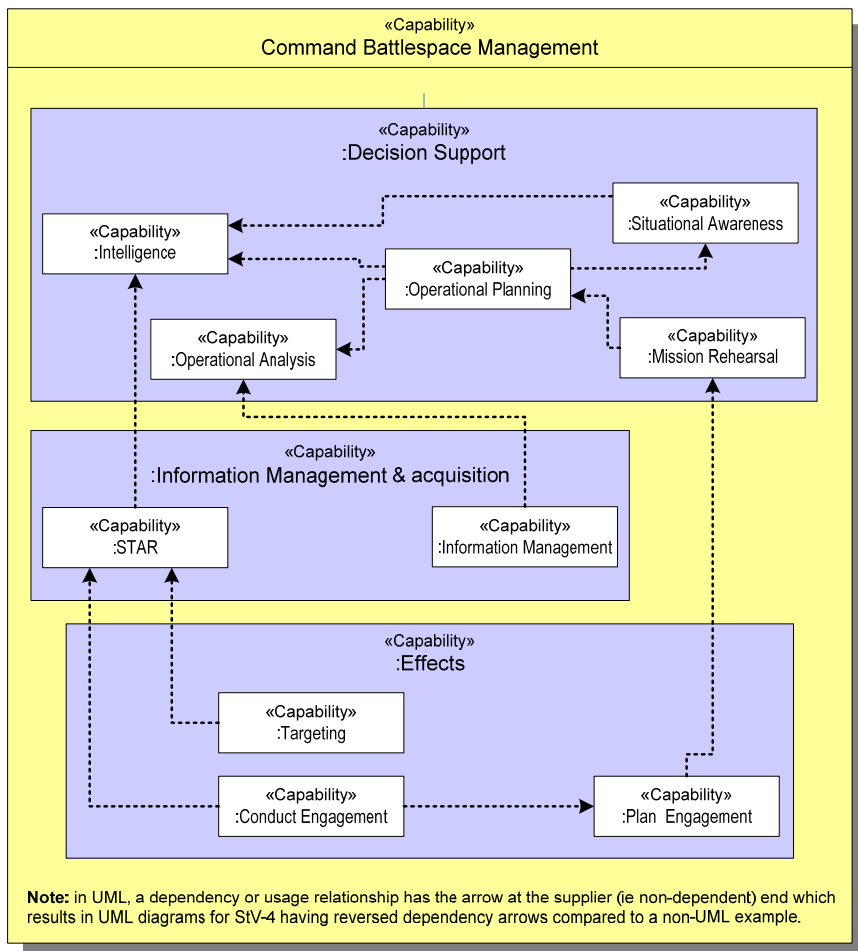 «Capability»
Command Battlespace Management
«Capability»
:Decision Support
«Capability»
:Situational Awareness
«Capability»
:Intelligence
«Capability»
:Operational Planning
«Capability»
:Operational Analysis
«Capability»
:Mission Rehearsal
«Capability»
:Information Management & acquisition
«Capability»
:STAR
«Capability»
:Information Management
«Capability»
:Effects
«Capability»
:Targeting
«Capability»
:Conduct Engagement
«Capability»
:Plan Engagement
Note: in UML, a dependency or usage relationship has the arrow at the supplier (ie non-dependent) end which
results in UML diagrams for StV-4 having reversed dependency arrows compared to a non-UML example.